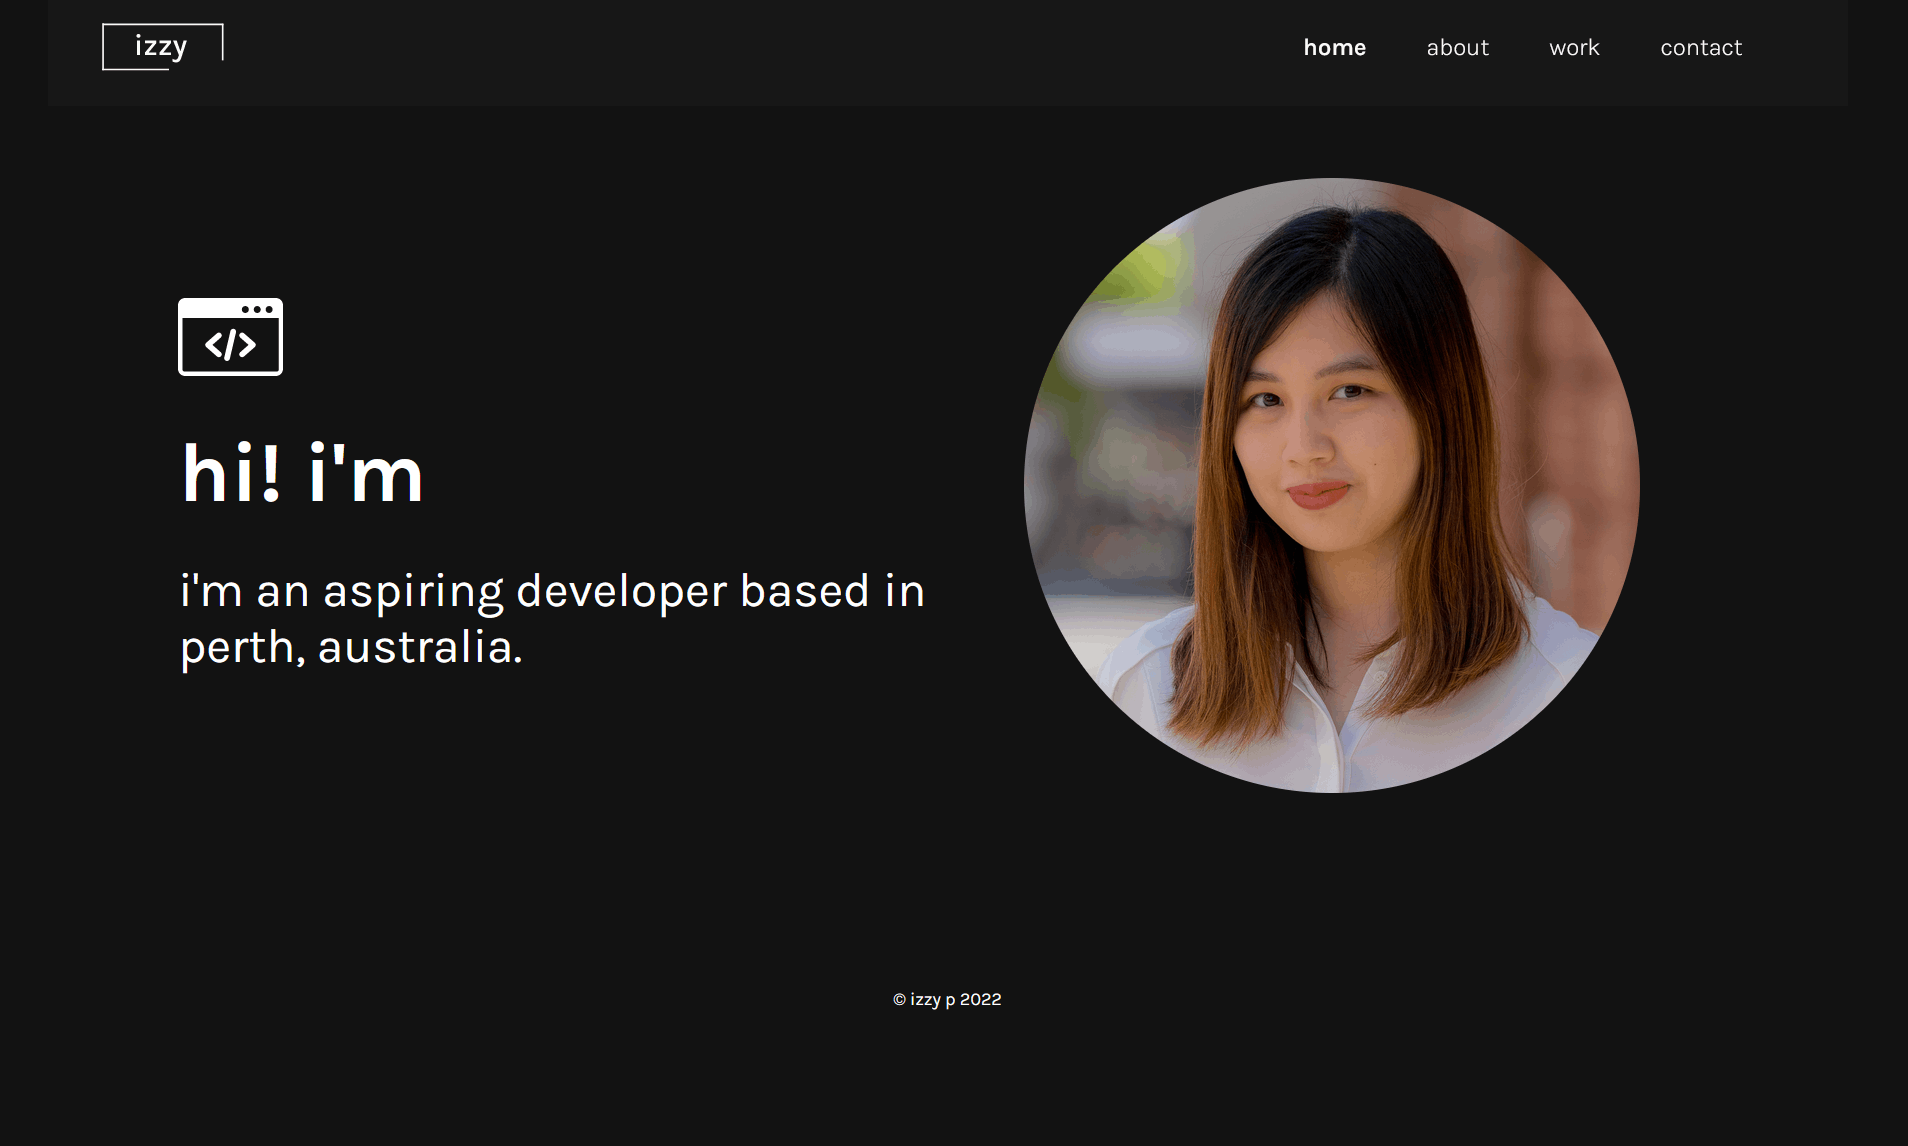 izzy
home about work contact
</>
hi! i'm
i'm an aspiring developer based in
perth, australia.
© izzy p 2022